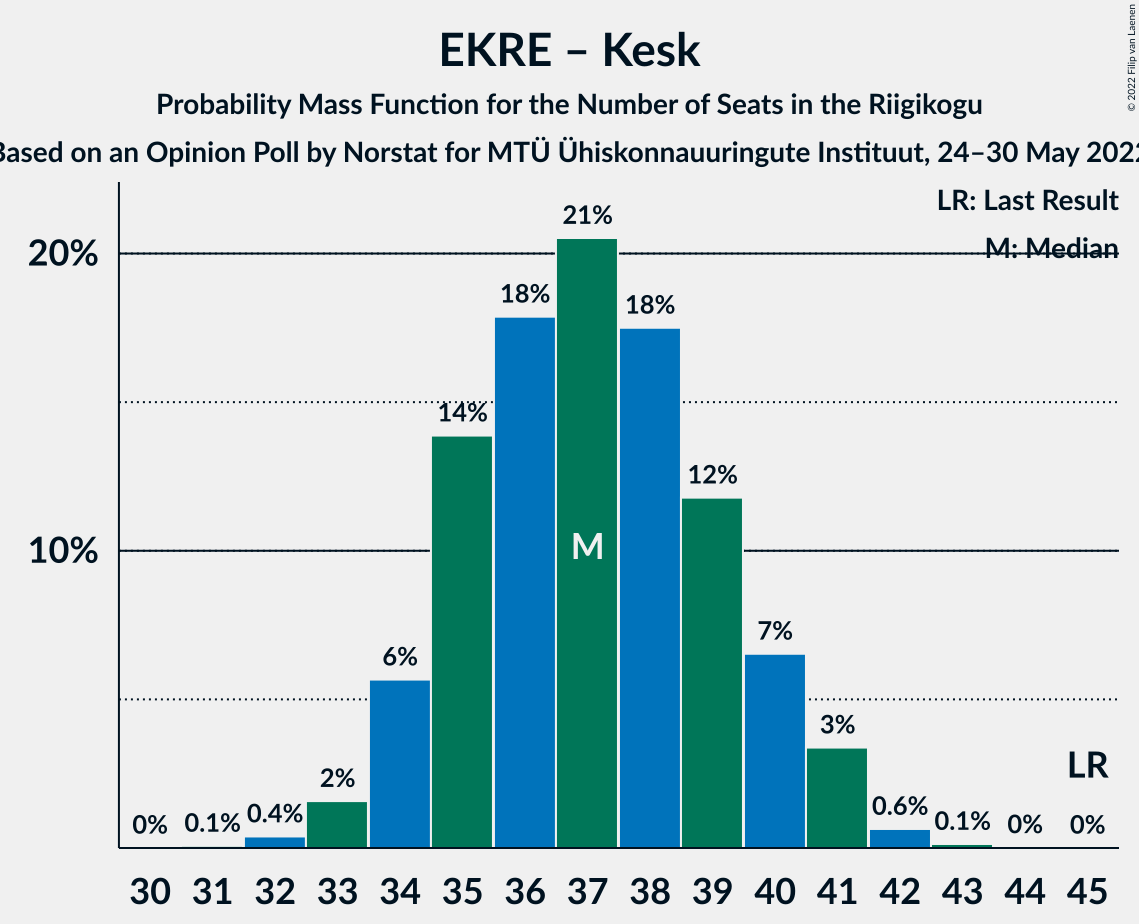 EKRE – Kesk
Probability Mass Function for the Number of Seats in the Riigikogu
Based on an Opinion Poll by Norstat for MTÜ Ühiskonnauuringute Instituut, 24–30 May 2022
© 2022 Filip van Laenen
LR: Last Result
M: Median
20%
10%
0% 0.1% 0.4% 2% 6% 14% 18% 21% 18% 12% 7% 3% 0.6% 0.1% 0% 0%
M
LR
30 31 32 33 34 35 36 37 38 39 40 41 42 43 44 45